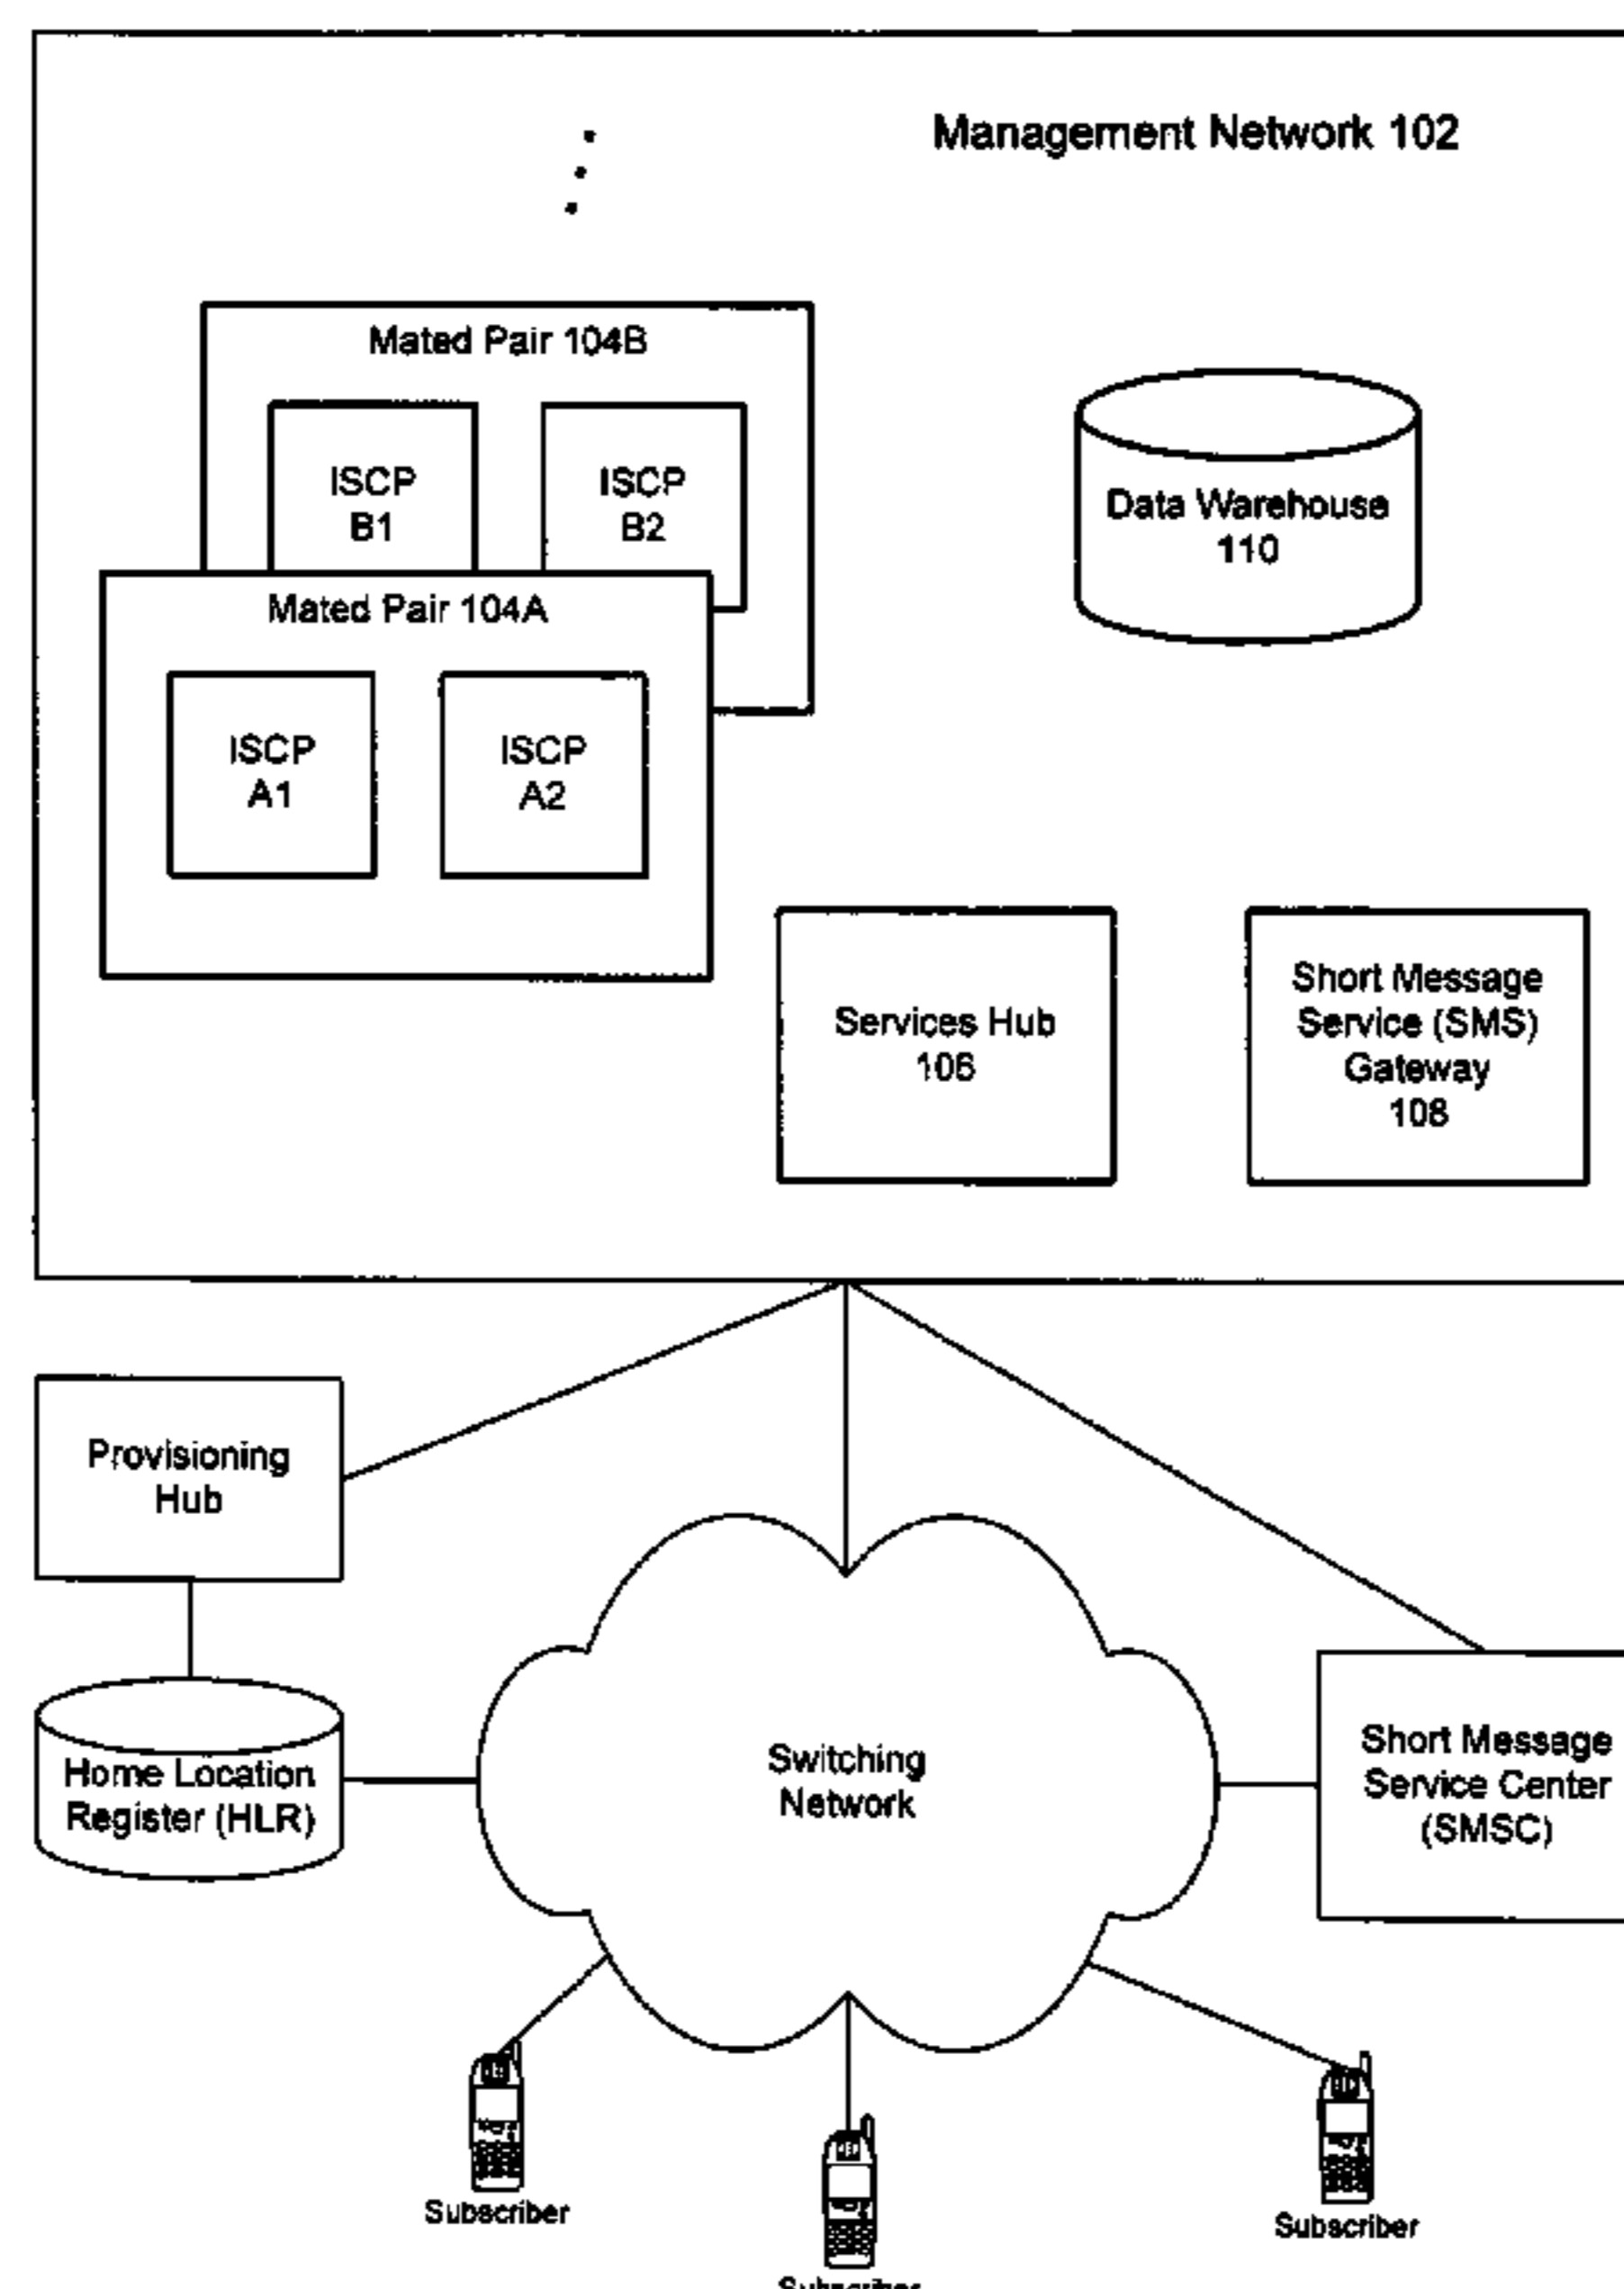 Management Network 102
Mated Pair 104B
ISCP
B1
ISCP
B2
Data Warehouse
110
Mated Pair 104A
ISCP
A1
ISCP
A2
Services Hub
106
Short Message
Service (SMS)
Gateway
108
Provisioning
Hub
Home Location
Register (HLR)
Switching
Network
Short Message
Service Center
(SMSC)
Subscriber
Subscriber
Subscriber